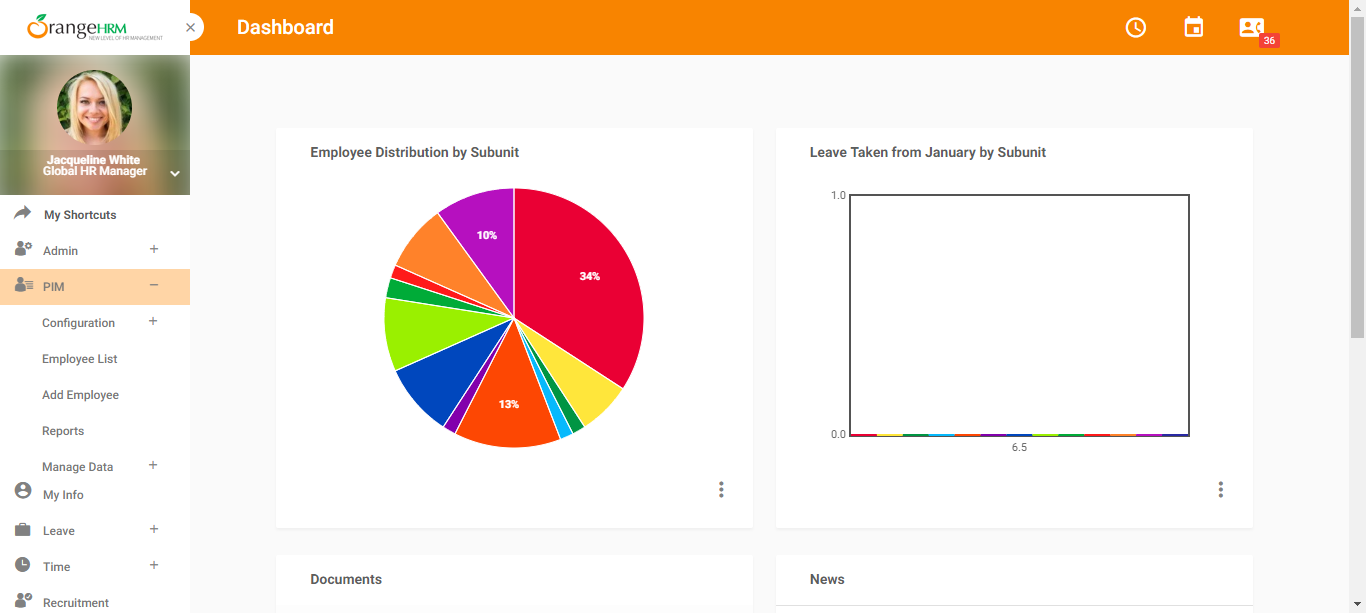 OrangeHRM
NEW LEVEL OF HR MANAGEMENT
Dashboard
36
Jacqueline White
Global HR Manager
My Shortcuts
Admin
PIM
Configuration
Employee List
Add Employee
Reports
Manage Data
My Info
Leave
Time
Recruitment
Employee Distribution by Subunit
10%
34%
13%
Leave Taken from January by Subunit
1.0
0.0
6.5
Documents
News